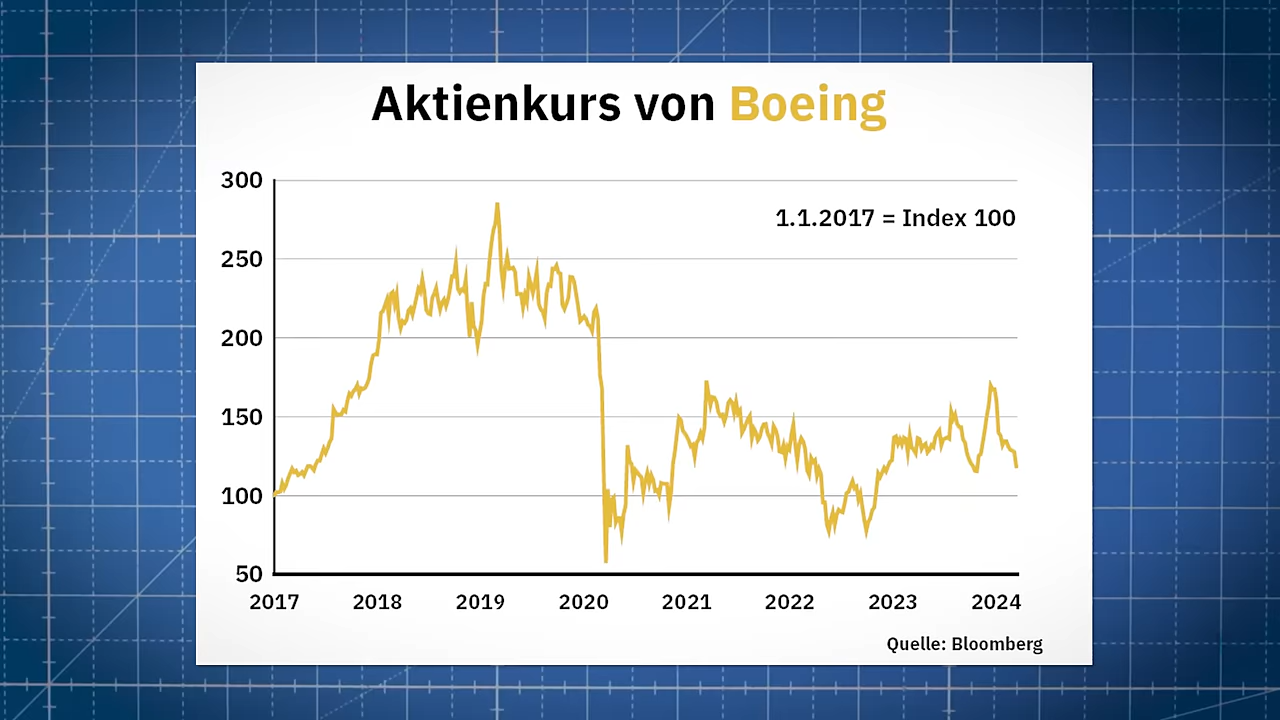 Aktienkurs von Boeing
1.1.2017 = Index 100
300
250
200
150
100
50
2017 2018 2019 2020 2021 2022 2023 2024
Quelle: Bloomberg